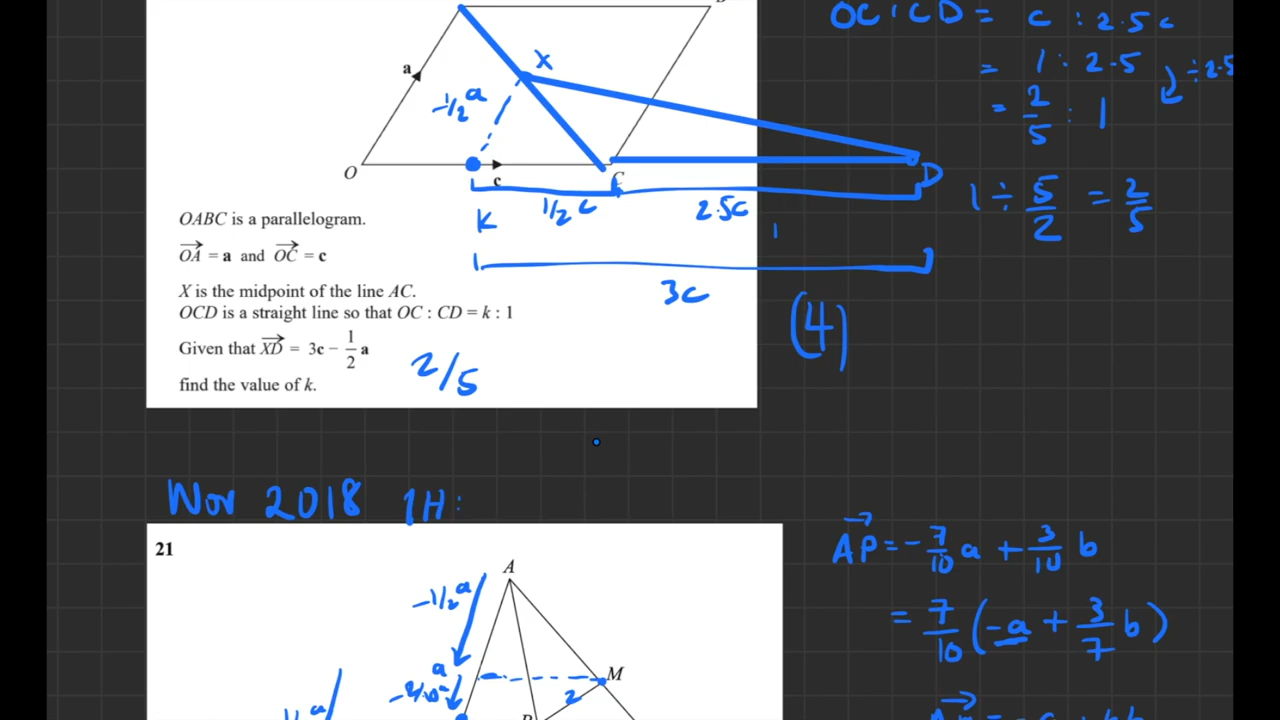 OC : CD = c : 2.5c
= 1 : 2.5
÷ 2.5
= 2/5 : 1
1 ÷ 5/2 = 2/5
a
X
-1/2 a
O
c
C
D
K
1/2 c
2.5c
1
3c
OABC is a parallelogram.
OA = a and OC = c
X is the midpoint of the line AC.
OCD is a straight line so that OC : CD = k : 1
Given that XD = 3c − 1/2 a
find the value of k.
2/5
(4)
Nov 2018 1H:
21
A
-1/2 a
a
M
2
AP = - 7/10 a + 3/10 b
= 7/10 (-a + 3/7 b)